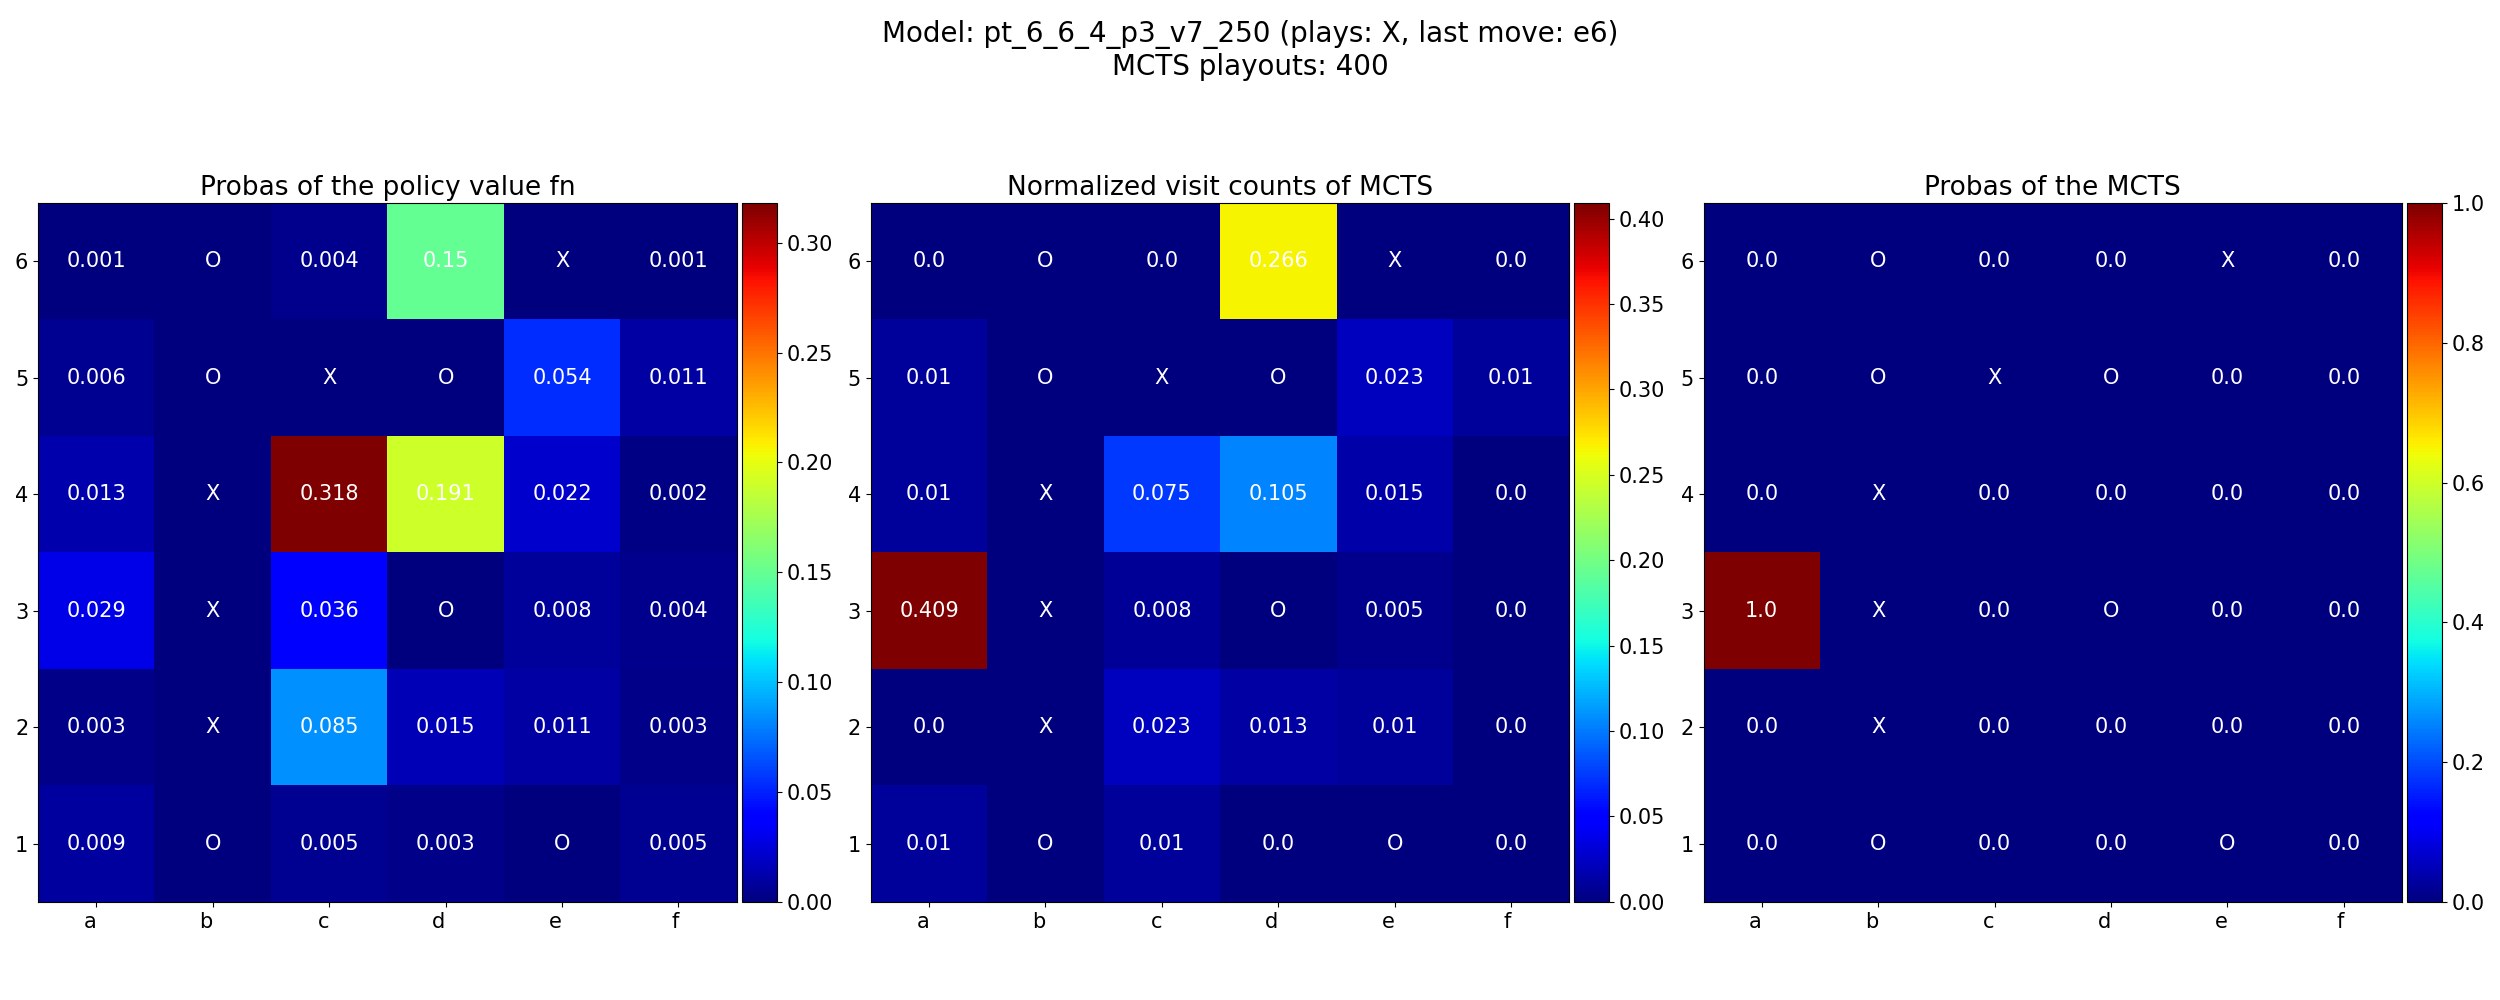 Model: pt_6_6_4_p3_v7_250 (plays: X, last move: e6)
MCTS playouts: 400
Probas of the policy value fn
6 0.001 O 0.004 0.15 X 0.001
5 0.006 O X O 0.054 0.011
4 0.013 X 0.318 0.191 0.022 0.002
3 0.029 X 0.036 O 0.008 0.004
2 0.003 X 0.085 0.015 0.011 0.003
1 0.009 O 0.005 0.003 O 0.005
a b c d e f
0.30
0.25
0.20
0.15
0.10
0.05
0.00
Normalized visit counts of MCTS
6 0.0 O 0.0 0.266 X 0.0
5 0.01 O X O 0.023 0.01
4 0.01 X 0.075 0.105 0.015 0.0
3 0.409 X 0.008 O 0.005 0.0
2 0.0 X 0.023 0.013 0.01 0.0
1 0.01 O 0.01 0.0 O 0.0
a b c d e f
0.40
0.35
0.30
0.25
0.20
0.15
0.10
0.05
0.00
Probas of the MCTS
6 0.0 O 0.0 0.0 X 0.0
5 0.0 O X O 0.0 0.0
4 0.0 X 0.0 0.0 0.0 0.0
3 1.0 X 0.0 O 0.0 0.0
2 0.0 X 0.0 0.0 0.0 0.0
1 0.0 O 0.0 0.0 O 0.0
a b c d e f
1.0
0.8
0.6
0.4
0.2
0.0